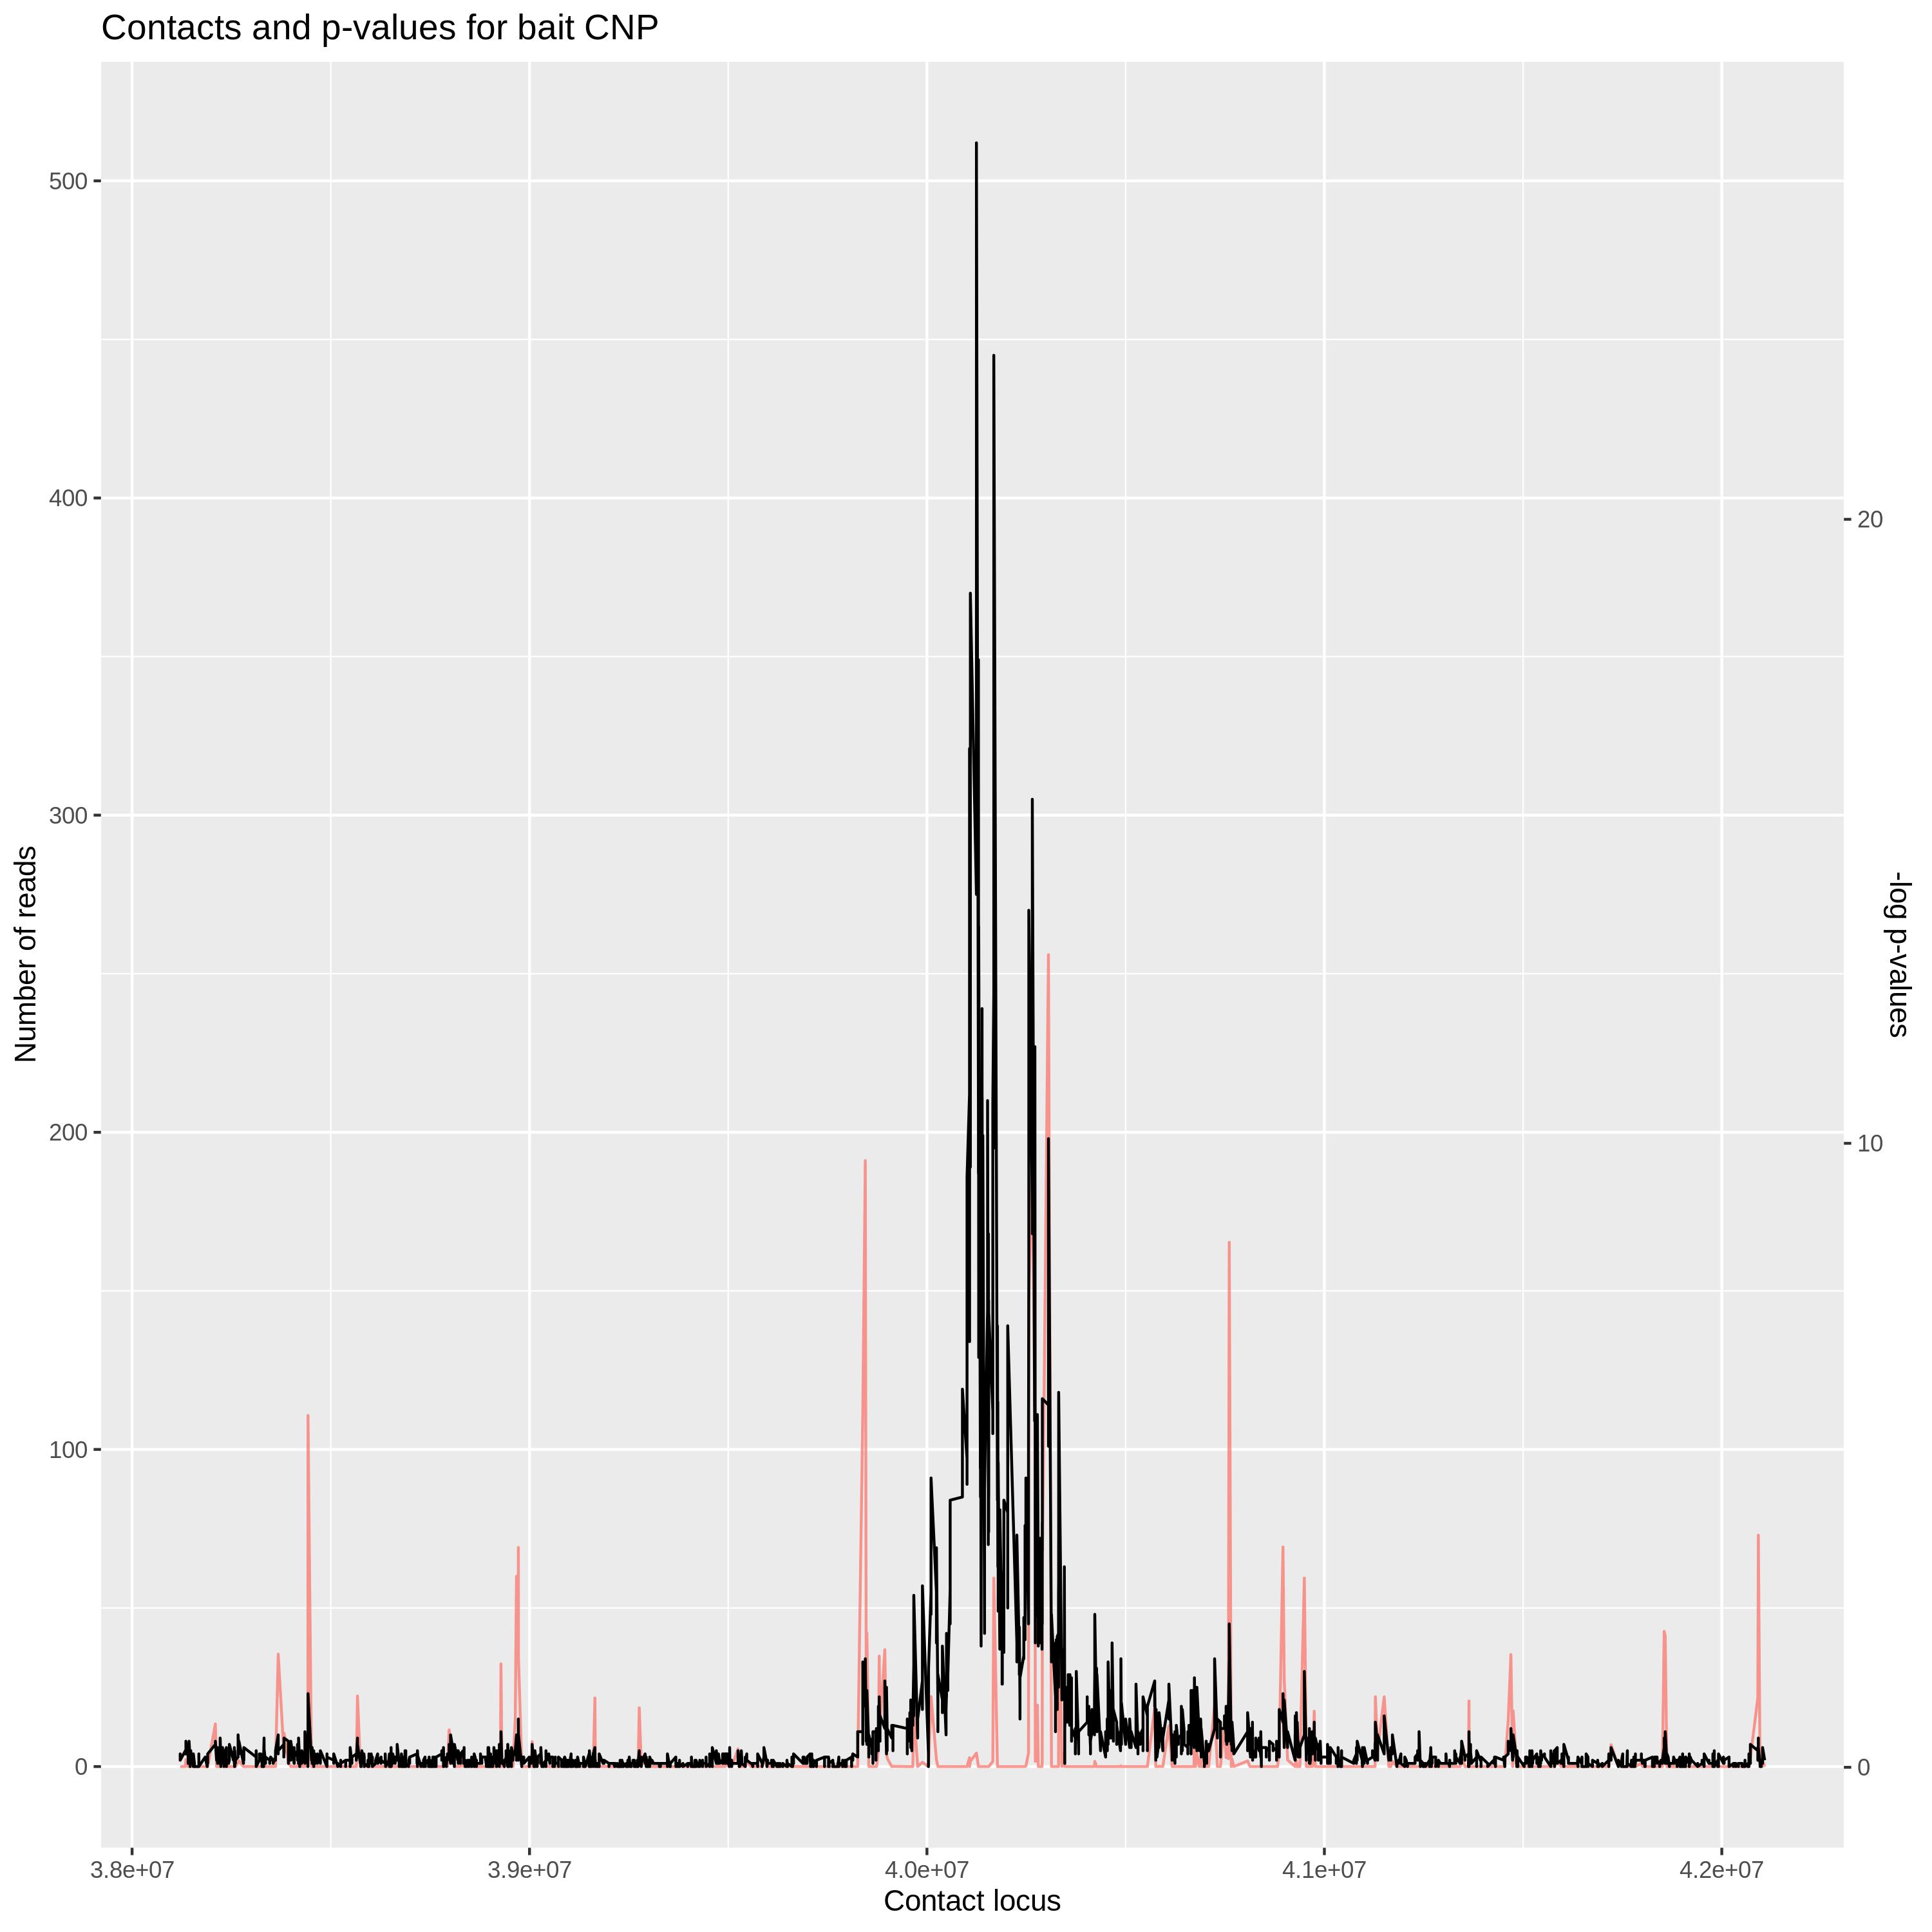 Contacts and p-values for bait CNP
500
400
300
200
100
0
Number of reads
20
10
0
-log p-values
3.8e+07 3.9e+07 4.0e+07 4.1e+07 4.2e+07
Contact locus